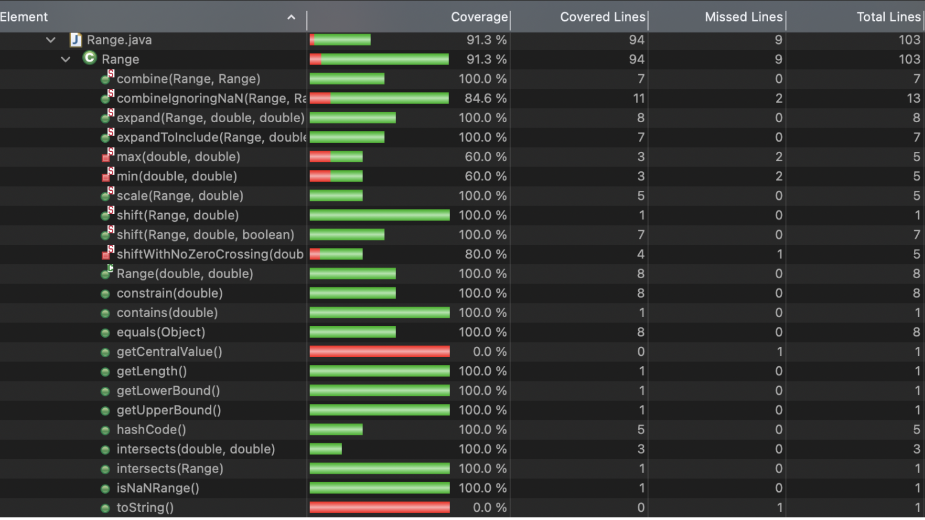 Element Coverage Covered Lines Missed Lines Total Lines
Range.java 91.3 % 94 9 103
Range 91.3 % 94 9 103
combine(Range, Range) 100.0 % 7 0 7
combineIgnoringNaN(Range, Ra 84.6 % 11 2 13
expand(Range, double, double) 100.0 % 8 0 8
expandToInclude(Range, double 100.0 % 7 0 7
max(double, double) 60.0 % 3 2 5
min(double, double) 60.0 % 3 2 5
scale(Range, double) 100.0 % 5 0 5
shift(Range, double) 100.0 % 1 0 1
shift(Range, double, boolean) 100.0 % 7 0 7
shiftWithNoZeroCrossing(doub 80.0 % 4 1 5
Range(double, double) 100.0 % 8 0 8
constrain(double) 100.0 % 8 0 8
contains(double) 100.0 % 1 0 1
equals(Object) 100.0 % 8 0 8
getCentralValue() 0.0 % 0 1 1
getLength() 100.0 % 1 0 1
getLowerBound() 100.0 % 1 0 1
getUpperBound() 100.0 % 1 0 1
hashCode() 100.0 % 5 0 5
intersects(double, double) 100.0 % 3 0 3
intersects(Range) 100.0 % 1 0 1
isNaNRange() 100.0 % 1 0 1
toString() 0.0 % 0 1 1